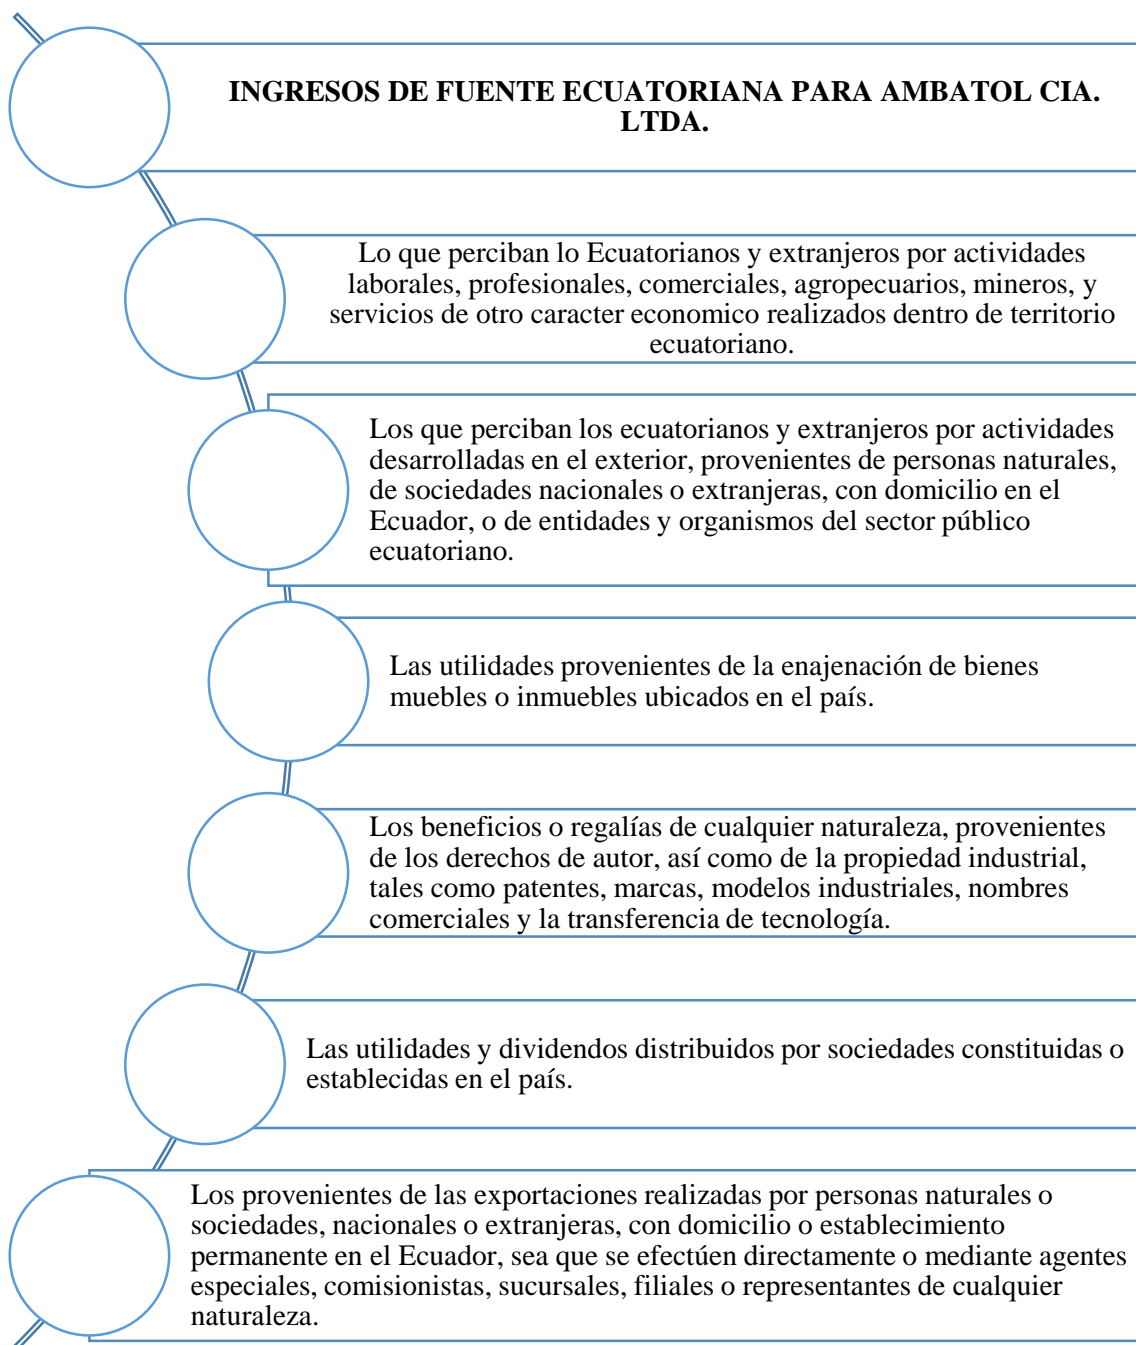 INGRESOS DE FUENTE ECUATORIANA PARA AMBATOL CIA.
LTDA.
Lo que perciban lo Ecuatorianos y extranjeros por actividades
laborales, profesionales, comerciales, agropecuarios, mineros, y
servicios de otro caracter economico realizados dentro de territorio
ecuatoriano.
Los que perciban los ecuatorianos y extranjeros por actividades
desarrolladas en el exterior, provenientes de personas naturales,
de sociedades nacionales o extranjeras, con domicilio en el
Ecuador, o de entidades y organismos del sector público
ecuatoriano.
Las utilidades provenientes de la enajenación de bienes
muebles o inmuebles ubicados en el país.
Los beneficios o regalías de cualquier naturaleza, provenientes
de los derechos de autor, así como de la propiedad industrial,
tales como patentes, marcas, modelos industriales, nombres
comerciales y la transferencia de tecnología.
Las utilidades y dividendos distribuidos por sociedades constituidas o
establecidas en el país.
Los provenientes de las exportaciones realizadas por personas naturales o
sociedades, nacionales o extranjeras, con domicilio o establecimiento
permanente en el Ecuador, sea que se efectúen directamente o mediante agentes
especiales, comisionistas, sucursales, filiales o representantes de cualquier
naturaleza.